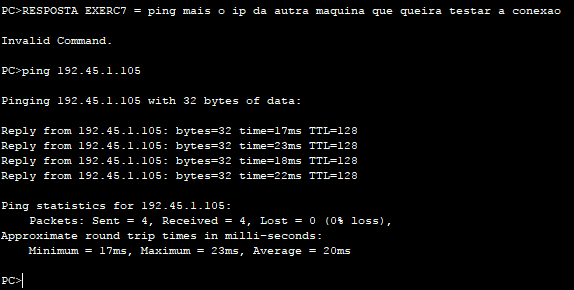 PC>RESPOSTA EXERC7 = ping mais o ip da autra maquina que queira testar a conexao
Invalid Command.
PC>ping 192.45.1.105
Pinging 192.45.1.105 with 32 bytes of data:
Reply from 192.45.1.105: bytes=32 time=17ms TTL=128
Reply from 192.45.1.105: bytes=32 time=23ms TTL=128
Reply from 192.45.1.105: bytes=32 time=18ms TTL=128
Reply from 192.45.1.105: bytes=32 time=22ms TTL=128
Ping statistics for 192.45.1.105:
    Packets: Sent = 4, Received = 4, Lost = 0 (0% loss),
Approximate round trip times in milli-seconds:
    Minimum = 17ms, Maximum = 23ms, Average = 20ms
PC>